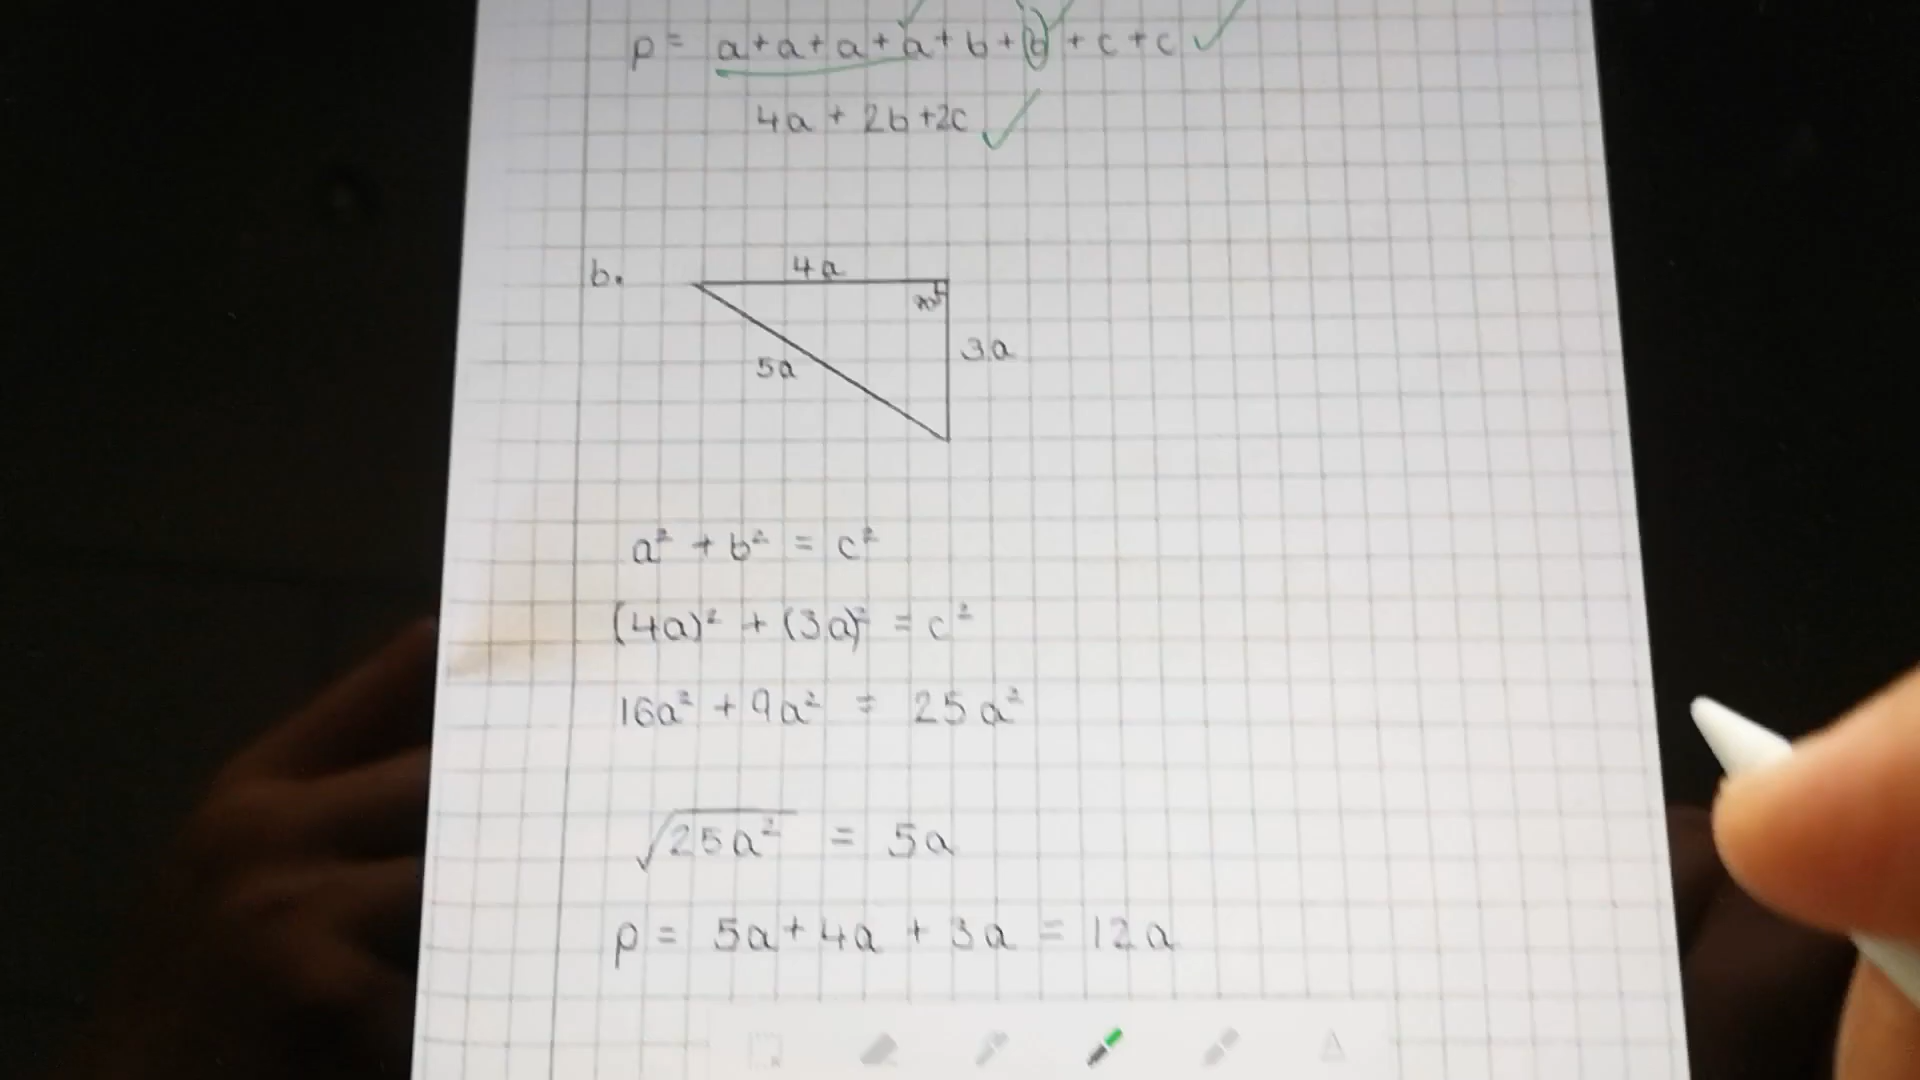 p = a+a+a+a+b+b+c+c
4a + 2b+2c
b.
4a
90°
3a
5a
a² + b² = c²
(4a)² + (3a)² = c²
16a² + 9a² = 25a²
√25a² = 5a
p = 5a+4a + 3a = 12a